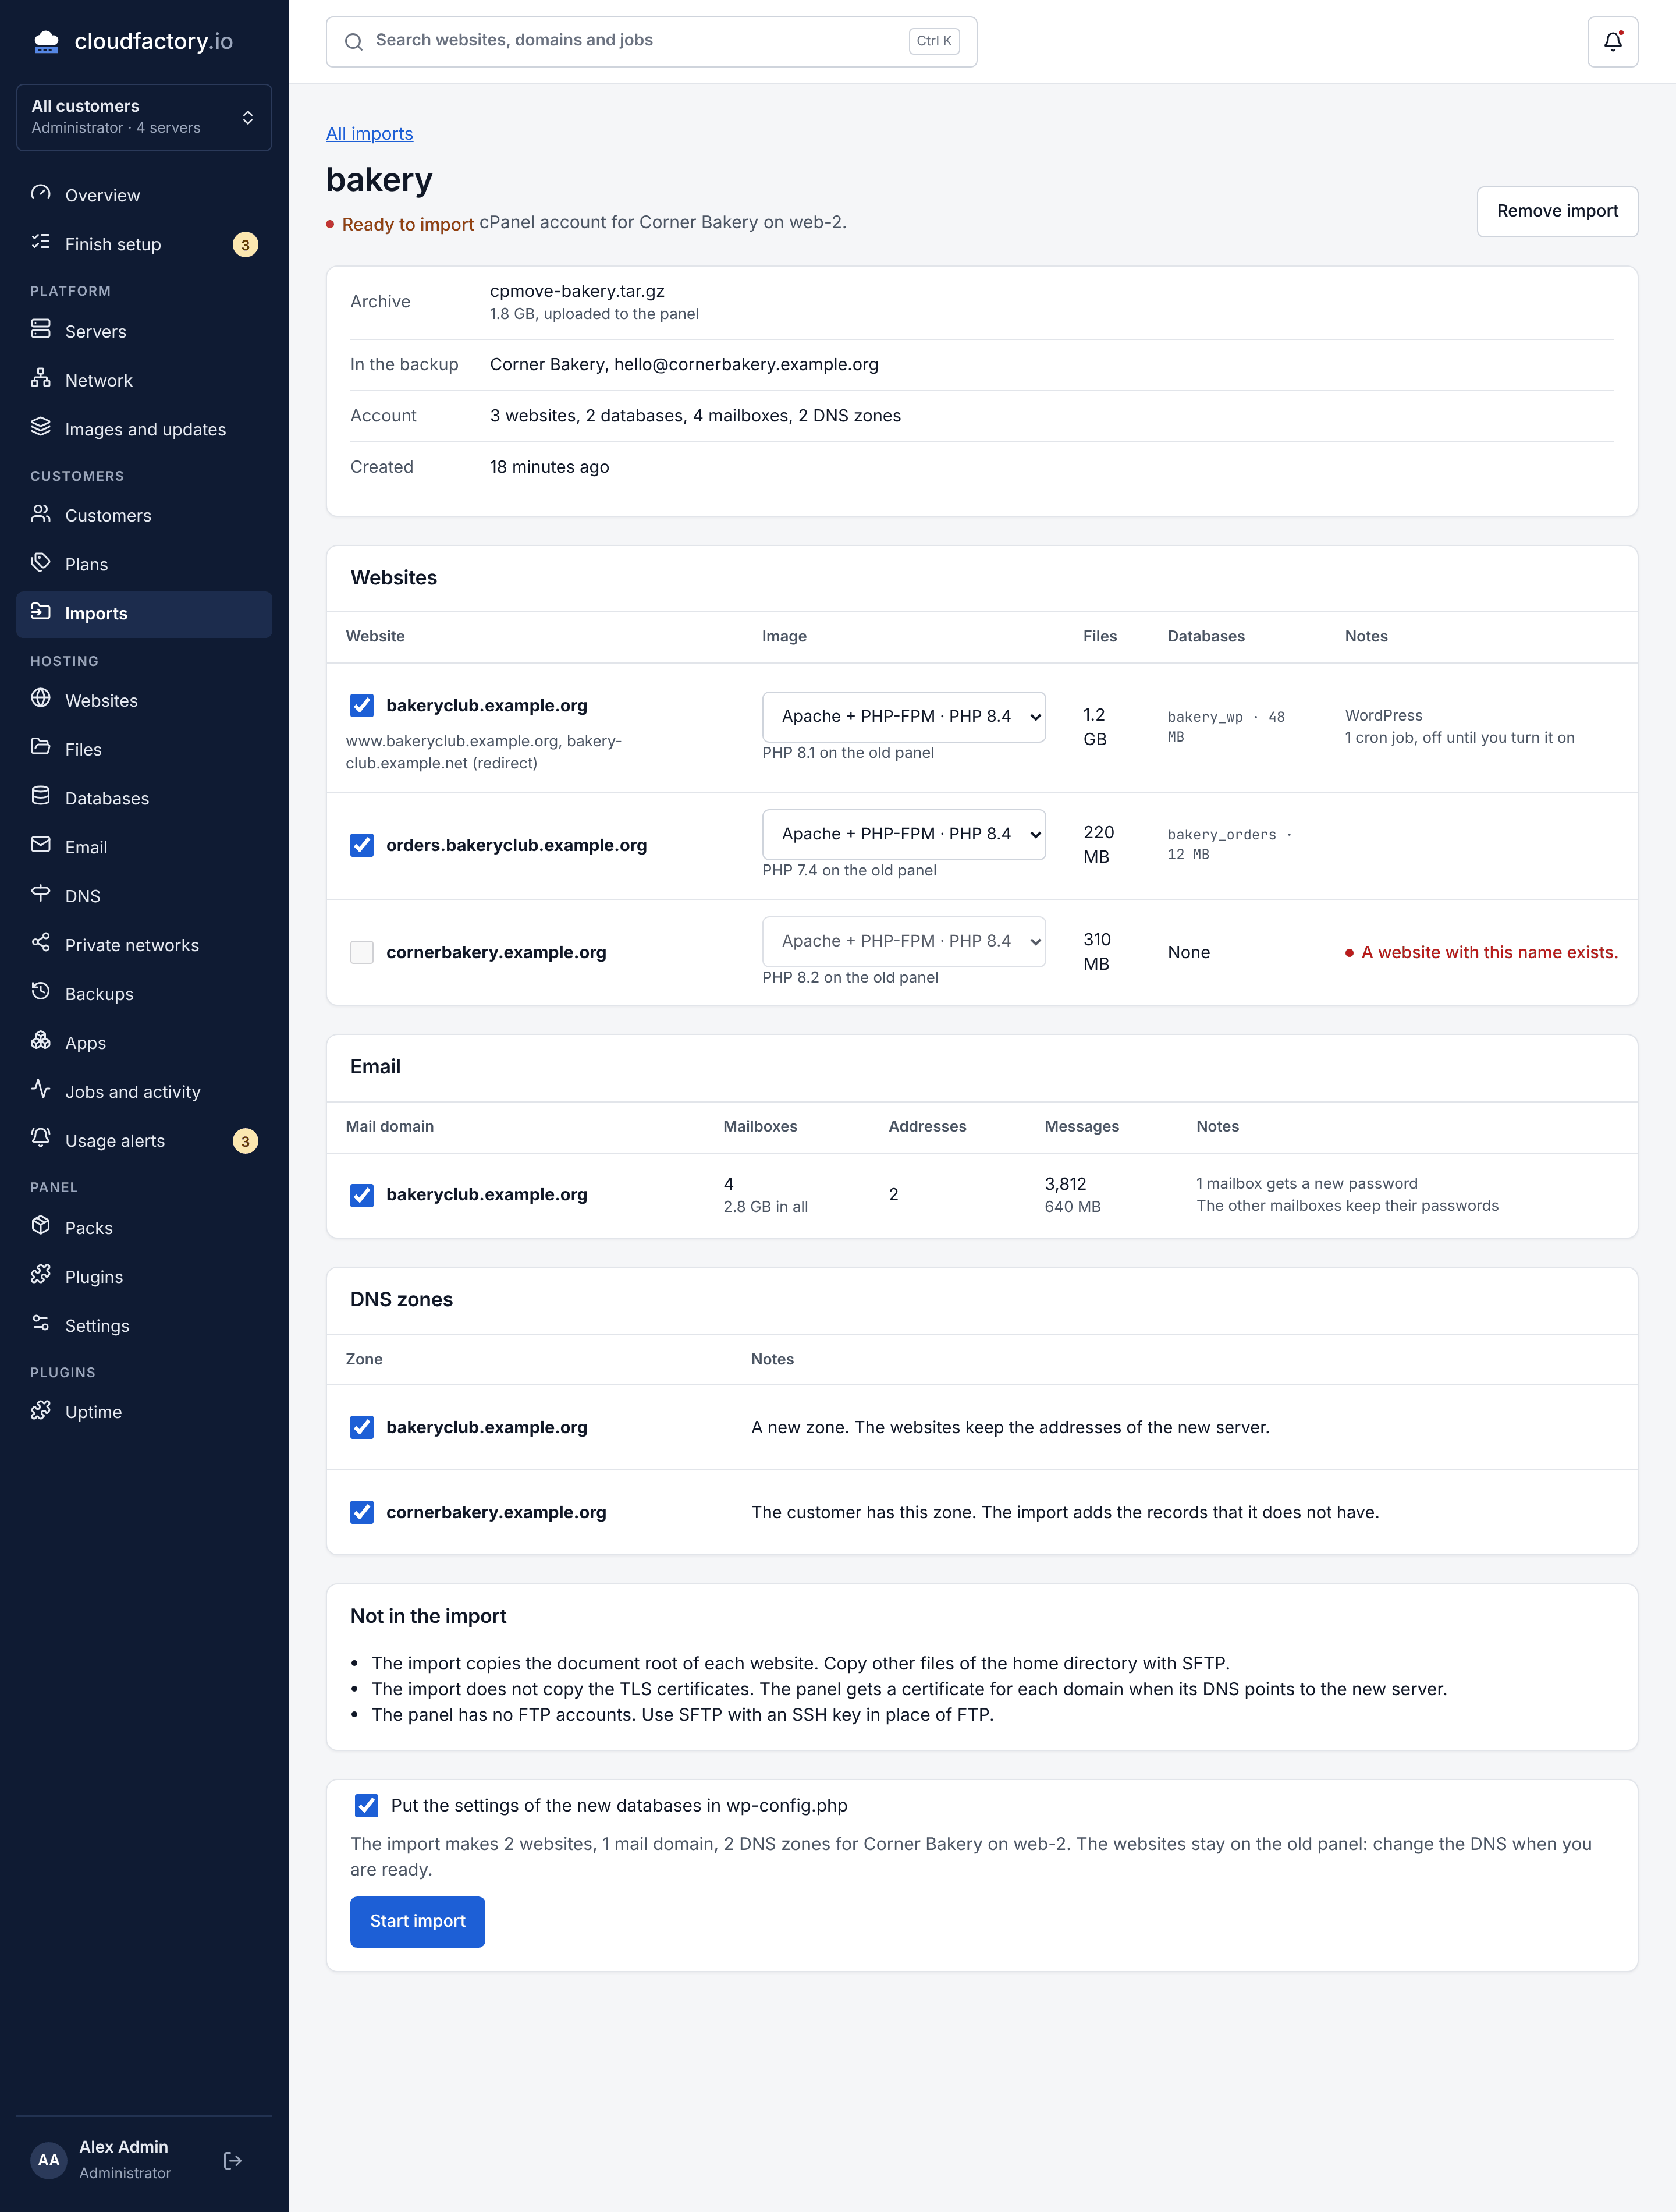 cloudfactory.io
All customers
Administrator · 4 servers
Overview
Finish setup 3
PLATFORM
Servers
Network
Images and updates
CUSTOMERS
Customers
Plans
Imports
HOSTING
Websites
Files
Databases
Email
DNS
Private networks
Backups
Apps
Jobs and activity
Usage alerts 3
PANEL
Packs
Plugins
Settings
PLUGINS
Uptime
AA
Alex Admin
Administrator
Search websites, domains and jobs Ctrl K
All imports
bakery
Ready to import cPanel account for Corner Bakery on web-2.
Remove import
Archive
cpmove-bakery.tar.gz
1.8 GB, uploaded to the panel
In the backup Corner Bakery, hello@cornerbakery.example.org
Account 3 websites, 2 databases, 4 mailboxes, 2 DNS zones
Created 18 minutes ago
Websites
Website Image Files Databases Notes
bakeryclub.example.org
www.bakeryclub.example.org, bakery-
club.example.net (redirect)
Apache + PHP-FPM · PHP 8.4
PHP 8.1 on the old panel
1.2
GB
bakery_wp · 48
MB
WordPress
1 cron job, off until you turn it on
orders.bakeryclub.example.org
Apache + PHP-FPM · PHP 8.4
PHP 7.4 on the old panel
220
MB
bakery_orders ·
12 MB
cornerbakery.example.org
Apache + PHP-FPM · PHP 8.4
PHP 8.2 on the old panel
310
MB
None
A website with this name exists.
Email
Mail domain Mailboxes Addresses Messages Notes
bakeryclub.example.org
4
2.8 GB in all
2
3,812
640 MB
1 mailbox gets a new password
The other mailboxes keep their passwords
DNS zones
Zone Notes
bakeryclub.example.org A new zone. The websites keep the addresses of the new server.
cornerbakery.example.org The customer has this zone. The import adds the records that it does not have.
Not in the import
• The import copies the document root of each website. Copy other files of the home directory with SFTP.
• The import does not copy the TLS certificates. The panel gets a certificate for each domain when its DNS points to the new server.
• The panel has no FTP accounts. Use SFTP with an SSH key in place of FTP.
Put the settings of the new databases in wp-config.php
The import makes 2 websites, 1 mail domain, 2 DNS zones for Corner Bakery on web-2. The websites stay on the old panel: change the DNS when you
are ready.
Start import